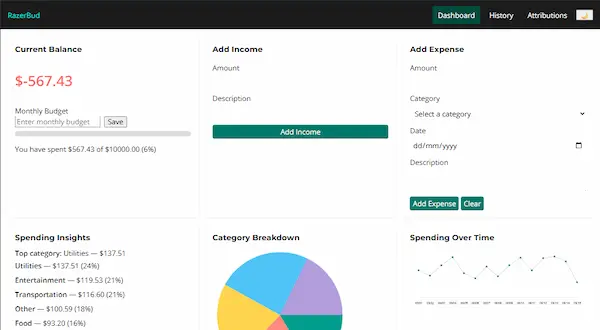 RazerBud
Dashboard
History
Attributions
Current Balance
$-567.43
Monthly Budget
Enter monthly budget
Save
You have spent $567.43 of $10000.00 (6%)
Add Income
Amount
Description
Add Income
Add Expense
Amount
Category
Select a category
Date
dd/mm/yyyy
Description
Add Expense
Clear
Spending Insights
Top category: Utilities — $137.51
Utilities — $137.51 (24%)
Entertainment — $119.53 (21%)
Transportation — $116.60 (21%)
Other — $100.59 (18%)
Food — $93.20 (16%)
Category Breakdown
Spending Over Time